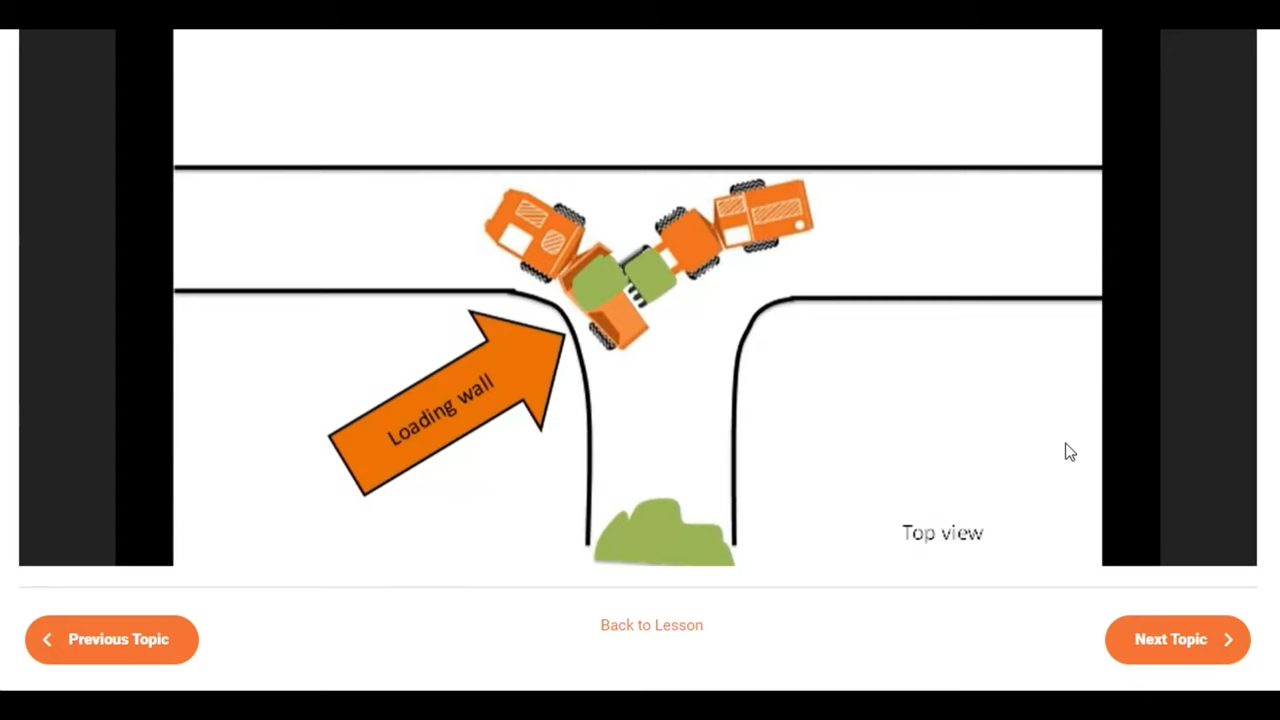 Loading wall
Top view
Previous Topic
Back to Lesson
Next Topic